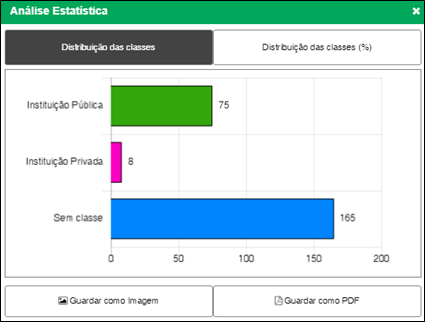 Análise Estatística ×
Distribuição das classes Distribuição das classes (%)
Instituição Pública 75
Instituição Privada 8
Sem classe 165
0 50 100 150 200
Guardar como Imagem Guardar como PDF